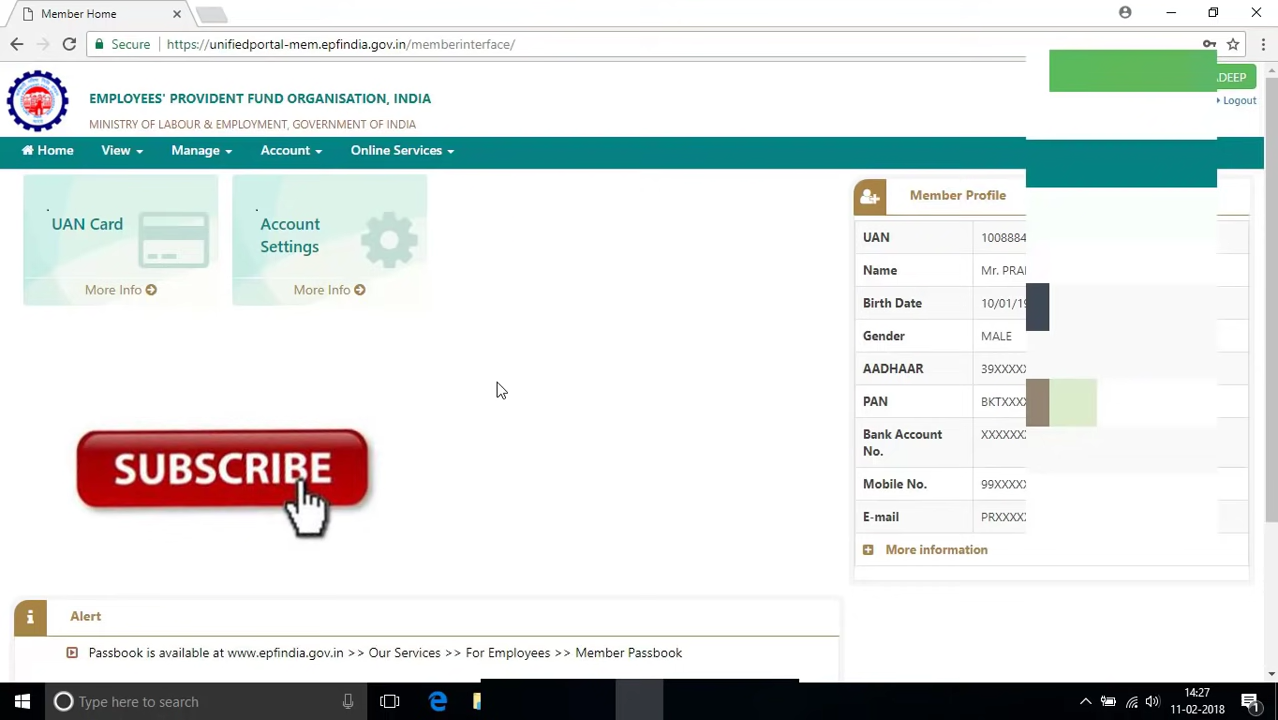 Member Home
Secure https://unifiedportal-mem.epfindia.gov.in/memberinterface/
EMPLOYEES' PROVIDENT FUND ORGANISATION, INDIA
MINISTRY OF LABOUR & EMPLOYMENT, GOVERNMENT OF INDIA
DEEP
Logout
Home View Manage Account Online Services
UAN Card
More Info
Account
Settings
More Info
SUBSCRIBE
Member Profile
UAN 1008884
Name Mr. PRA
Birth Date 10/01/19
Gender MALE
AADHAAR 39XXXX
PAN BKTXXX
Bank Account No. XXXXXX
Mobile No. 99XXXX
E-mail PRXXXX
More information
Alert
Passbook is available at www.epfindia.gov.in >> Our Services >> For Employees >> Member Passbook
Type here to search
14:27
11-02-2018
1